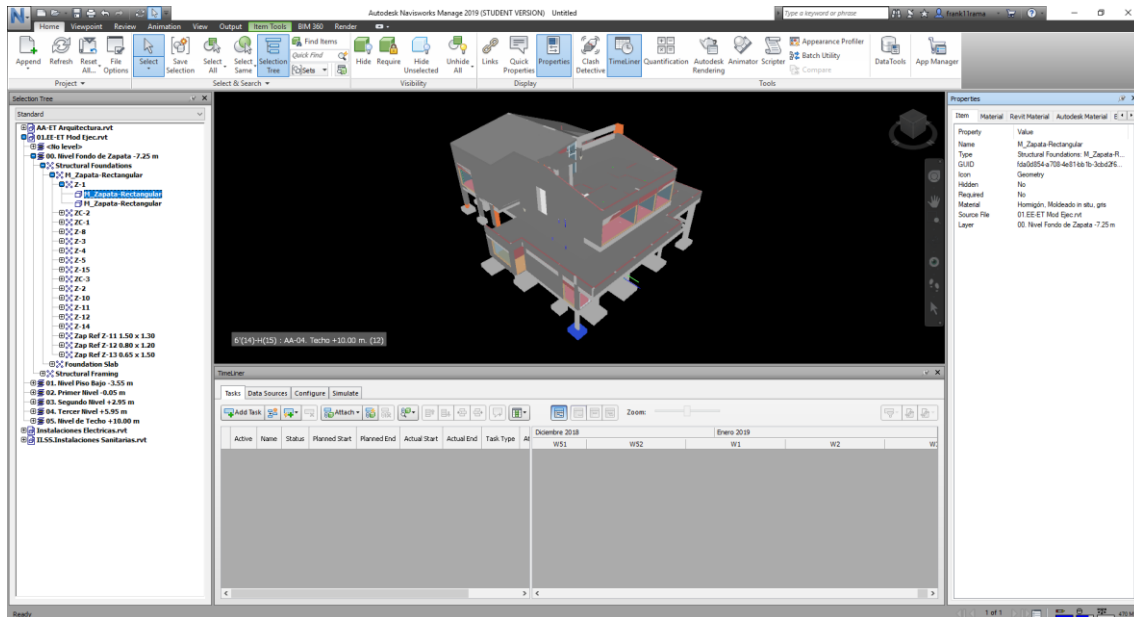 Autodesk Navisworks Manage 2019 (STUDENT VERSION) Untitled
Type a keyword or phrase
frank11rama
Home Viewpoint Review Animation View Output Item Tools BIM 360 Render
Append Refresh Reset All... File Options
Project
Select Save Selection Select All Select Same Selection Tree
Find Items
Quick Find
Sets
Select & Search
Hide Require Hide Unselected Unhide All
Visibility
Links Quick Properties Properties
Display
Clash Detective TimeLiner Quantification Autodesk Rendering Animator Scripter
Appearance Profiler
Batch Utility
Compare
Tools
DataTools App Manager
Selection Tree
Standard
AA-ET Arquitectura.rvt
01.EE-ET Mod Ejec.rvt
<No level>
00. Nivel Fondo de Zapata -7.25 m
Structural Foundations
M_Zapata-Rectangular
Z-1
M_Zapata-Rectangular
M_Zapata-Rectangular
ZC-2
ZC-1
Z-8
Z-3
Z-4
Z-5
Z-15
ZC-3
Z-2
Z-10
Z-11
Z-12
Z-14
Zap Ref Z-11 1.50 x 1.30
Zap Ref Z-12 0.80 x 1.20
Zap Ref Z-13 0.65 x 1.50
Foundation Slab
Structural Framing
01. Nivel Piso Bajo -3.55 m
02. Primer Nivel -0.05 m
03. Segundo Nivel +2.95 m
04. Tercer Nivel +5.95 m
05. Nivel de Techo +10.00 m
Instalaciones Electricas.rvt
II.SS.Instalaciones Sanitarias.rvt
6'(14)-H(15) : AA-04. Techo +10.00 m. (12)
TimeLiner
Tasks Data Sources Configure Simulate
Add Task Attach Zoom:
Active Name Status Planned Start Planned End Actual Start Actual End Task Type
Diciembre 2018 Enero 2019
W51 W52 W1 W2
Properties
Item Material Revit Material Autodesk Material
Property Value
Name M_Zapata-Rectangular
Type Structural Foundations: M_Zapata-R...
Icon Geometry
Hidden No
Required No
Material Hormigón, Moldeado in situ, gris
Source File 01.EE-ET Mod Ejec.rvt
Layer 00. Nivel Fondo de Zapata -7.25 m
GUID
Ready
1 of 1